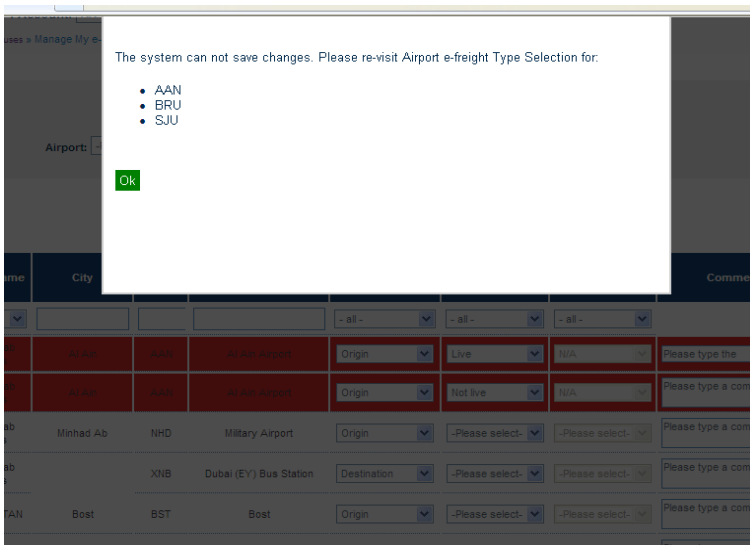 uses » Manage My e-
The system can not save changes. Please re-visit Airport e-freight Type Selection for:
• AAN
• BRU
• SJU
Airport:
Ok
ame City Comme
- all - - all - - all -
Al Ain AAN Al Ain Airport Origin Live N/A Please type the
Al Ain AAN Al Ain Airport Origin Not live N/A Please type a com
ab Minhad Ab NHD Military Airport Origin -Please select- -Please select- Please type a com
ab XNB Dubai (EY) Bus Station Destination -Please select- -Please select- Please type a com
TAN Bost BST Bost Origin -Please select- -Please select- Please type a com